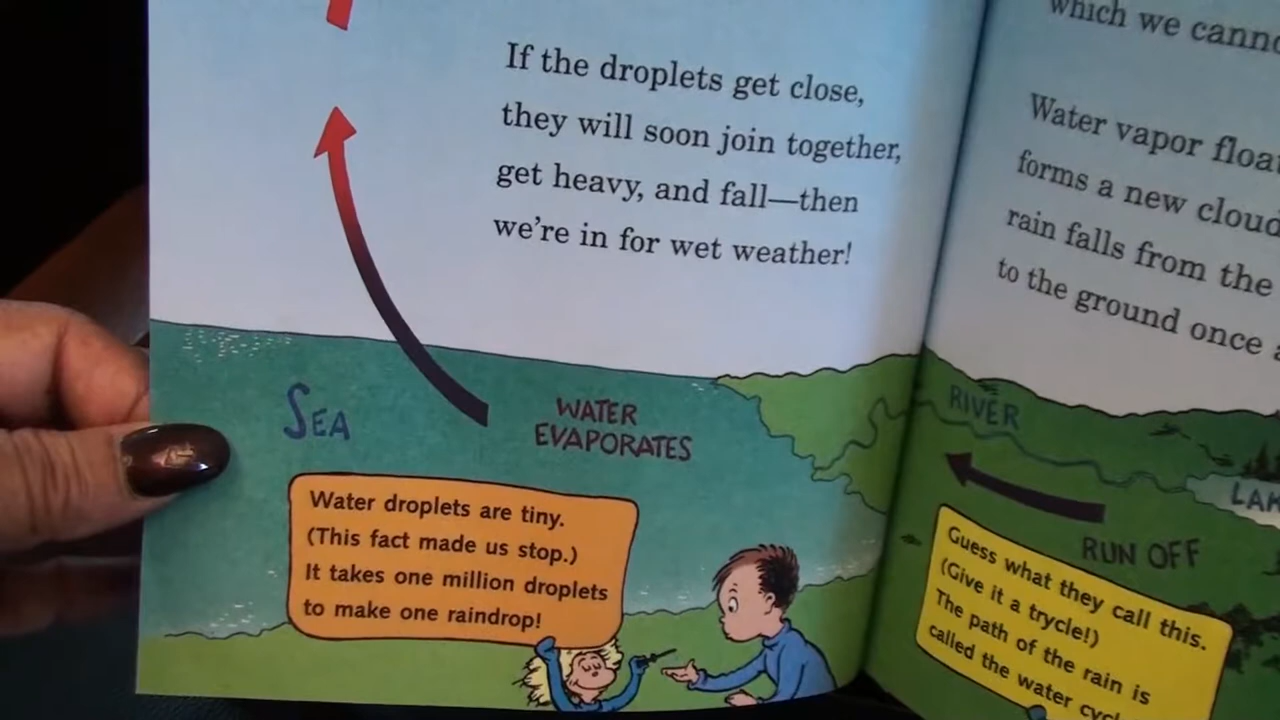 If the droplets get close,
they will soon join together,
get heavy, and fall—then
we're in for wet weather!
SEA
WATER
EVAPORATES
Water droplets are tiny.
(This fact made us stop.)
It takes one million droplets
to make one raindrop!
which we
Water vapor
forms a new
rain falls from the
to the ground once
RIVER
RUN OFF
Guess what they call this.
(Give it a trycle!)
The path of the rain is
called the water